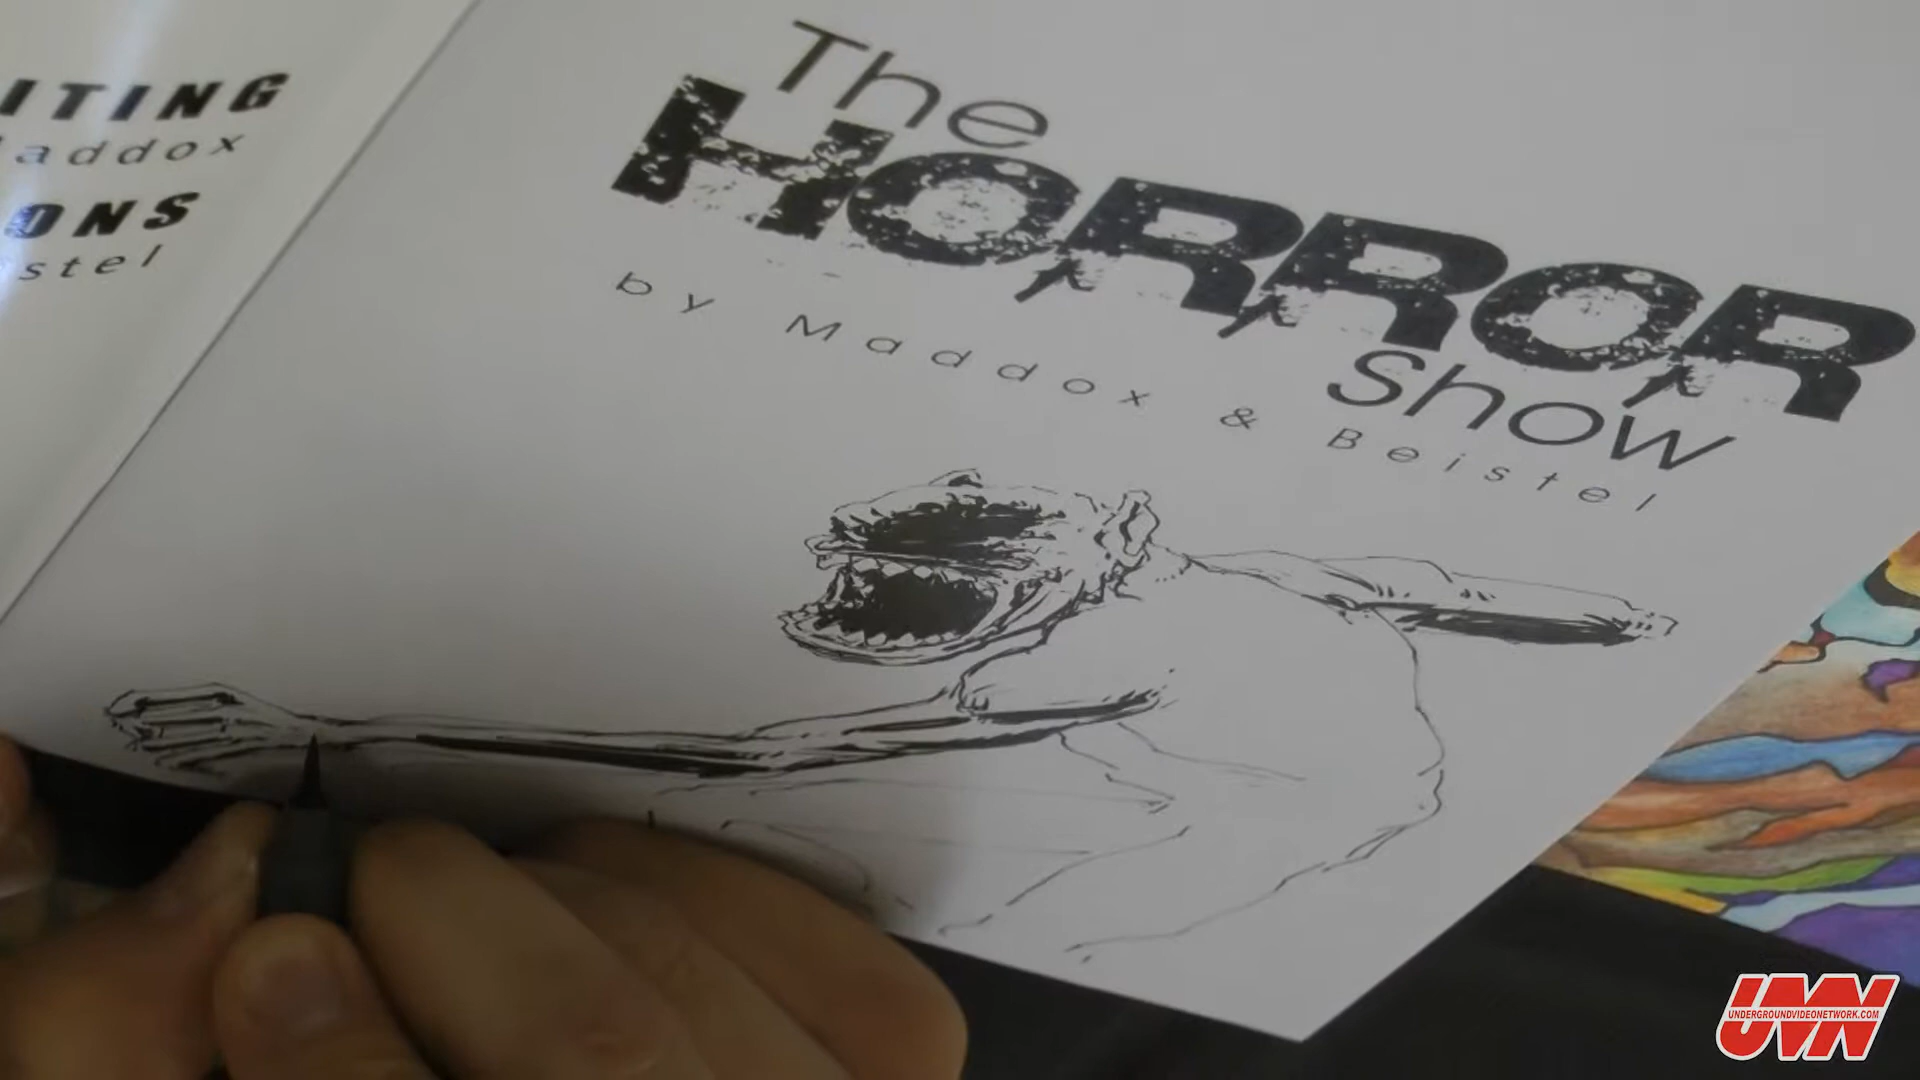 ITING
addox
ONS
stel
The
HORROR
Show
by Maddox & Beistel
UVN
UNDERGROUNDVIDEONETWORK.COM